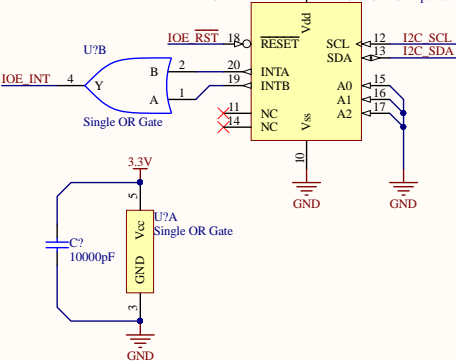 U?B
IOE_INT 4 Y
B 2
A 1
Single OR Gate
IOE_RST 18 RESET
20 INTA
19 INTB
11 NC
14 NC
Vdd
Vss
10
GND
SCL 12 I2C_SCL
SDA 13 I2C_SDA
A0 15
A1 16
A2 17
GND
3.3V
5
Vcc
U?A
Single OR Gate
C?
10000pF
GND
3
GND